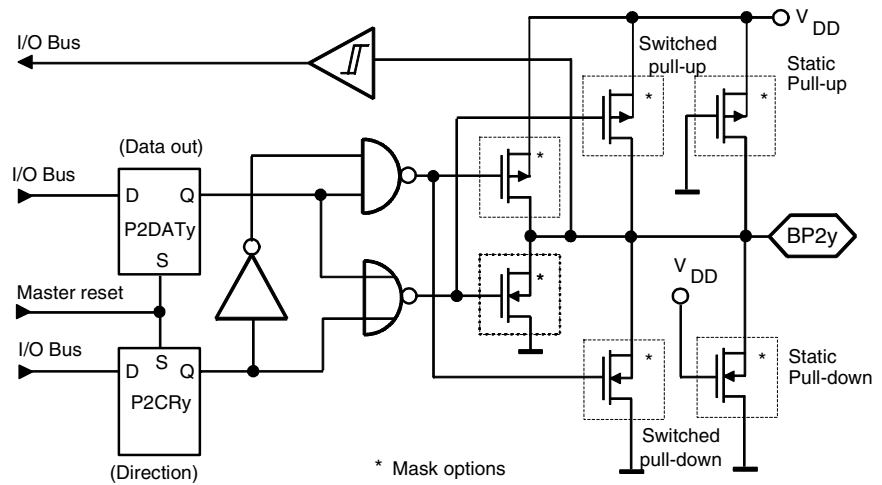 I/O Bus
V DD
Switched
pull-up
Static
Pull-up
*
*
(Data out)
*
I/O Bus
D Q
P2DATy
S
BP2y
*
V DD
Master reset
I/O Bus
S
D Q
P2CRy
*
*
Static
Pull-down
(Direction)
Switched
pull-down
* Mask options